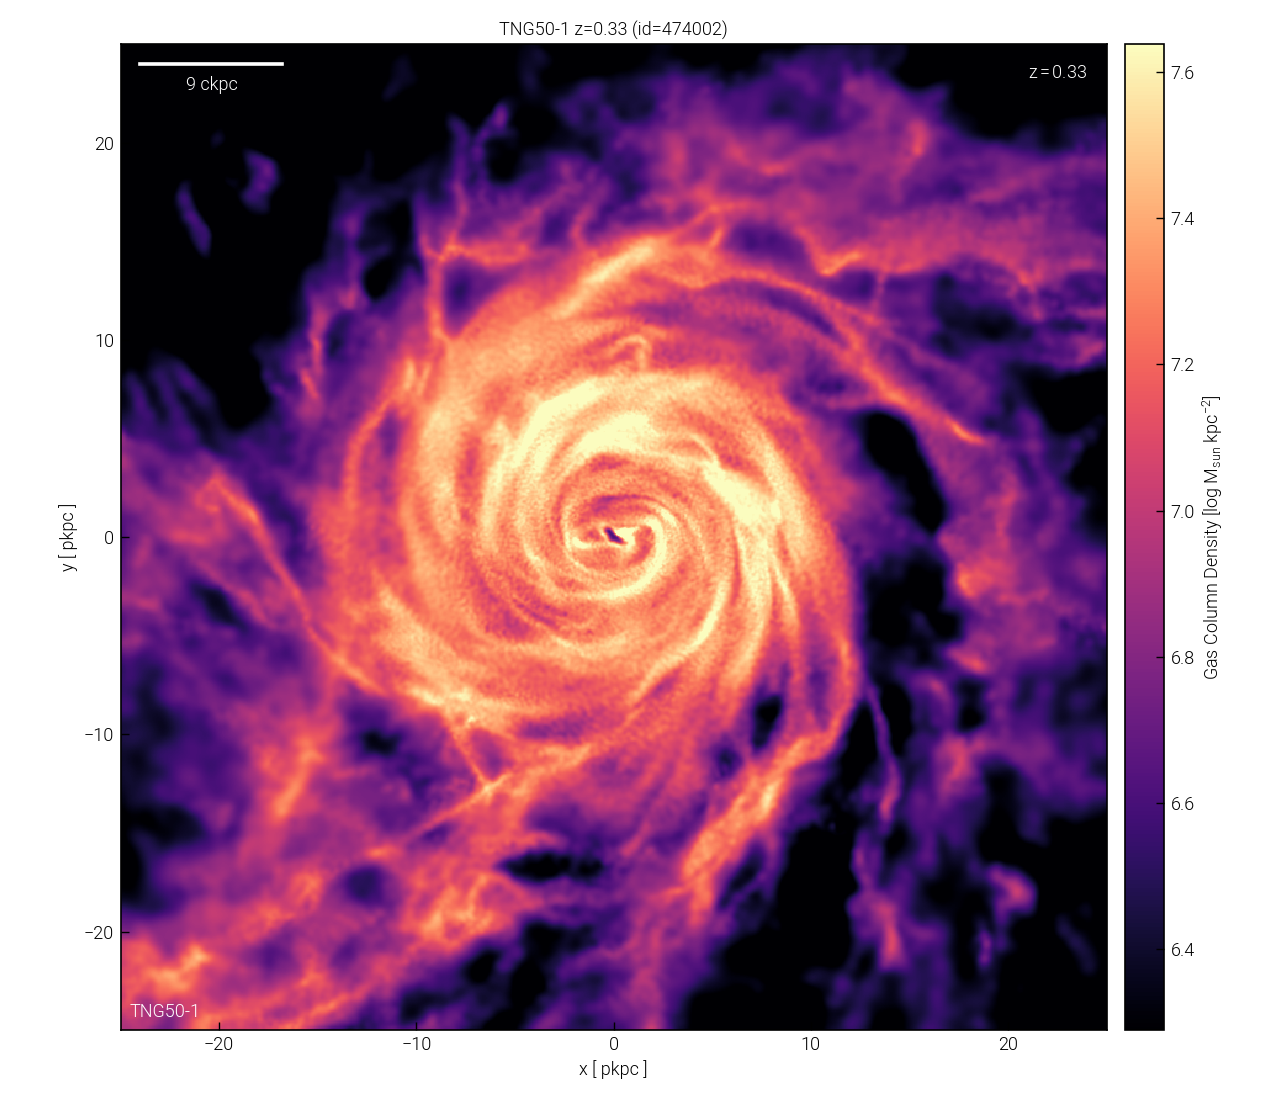 TNG50-1 z=0.33 (id=474002)
9 ckpc
z = 0.33
TNG50-1
y [ pkpc ]
20
10
0
−10
−20
−20
−10
0
10
20
x [ pkpc ]
7.6
7.4
7.2
7.0
6.8
6.6
6.4
Gas Column Density [log M_sun kpc^−2]